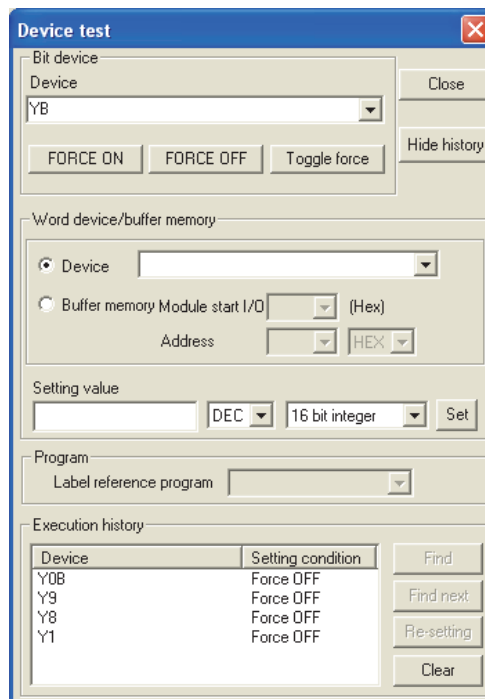 Device test
Bit device
Device
Close
YB
FORCE ON FORCE OFF Toggle force Hide history
Word device/buffer memory
Device
Buffer memory Module start I/O (Hex)
Address HEX
Setting value
DEC 16 bit integer Set
Program
Label reference program
Execution history
Device Setting condition Find
Y0B Force OFF
Y9 Force OFF Find next
Y8 Force OFF
Y1 Force OFF Re-setting
Clear